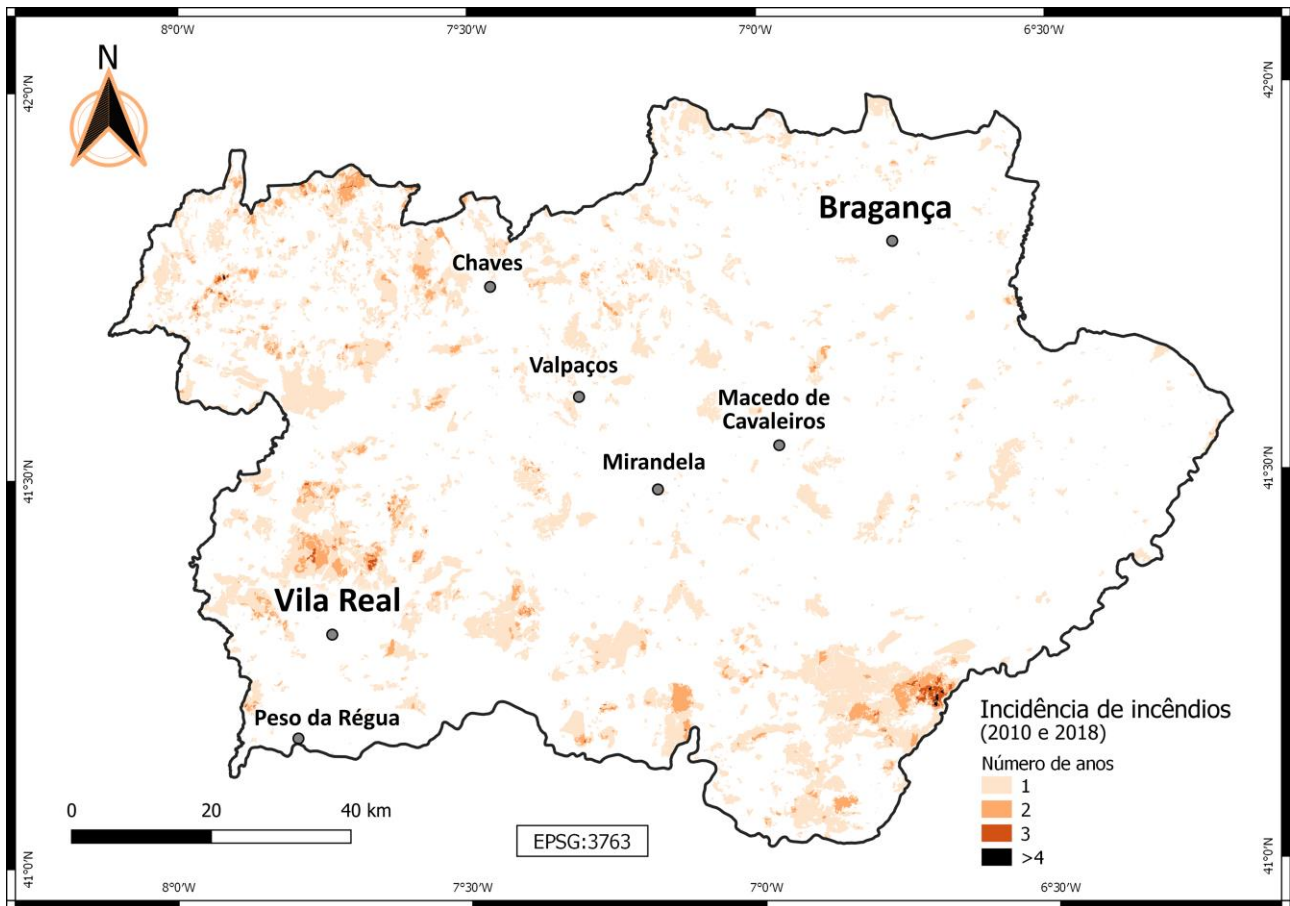 8°0'W 7°30'W 7°0'W 6°30'W
N
42°0'N
42°0'N
Bragança
Chaves
Valpaços
Macedo de
Cavaleiros
Mirandela
41°30'N
41°30'N
Vila Real
Peso da Régua
Incidência de incêndios
(2010 e 2018)
Número de anos
1
2
3
>4
0 20 40 km
EPSG:3763
41°0'N
41°0'N
8°0'W 7°30'W 7°0'W 6°30'W